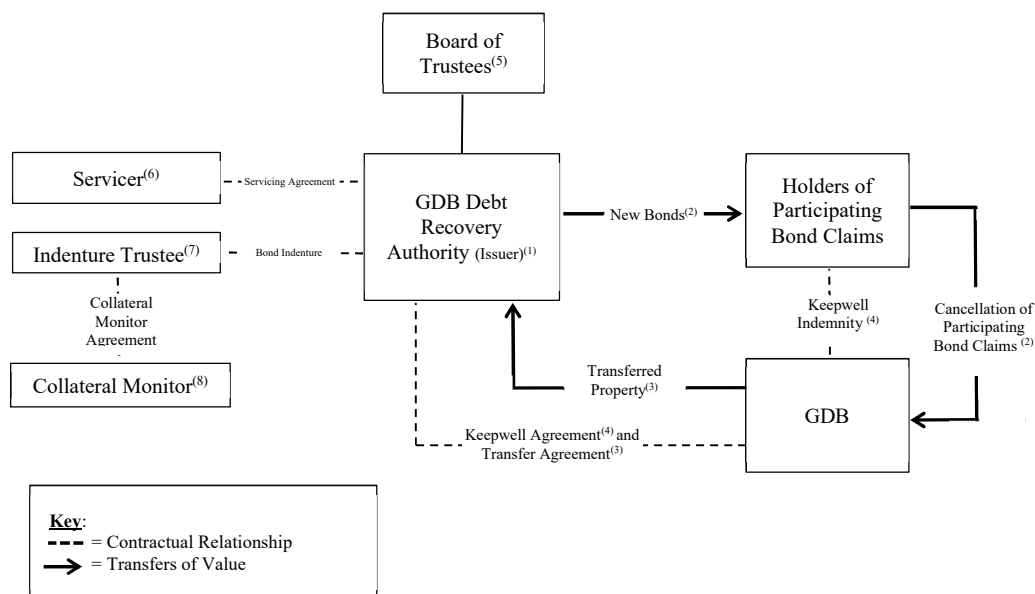 Board of
Trustees(5)
Servicer(6)
Servicing Agreement
GDB Debt
Recovery
Authority (Issuer)(1)
New Bonds(2)
Holders of
Participating
Bond Claims
Indenture Trustee(7)
Bond Indenture
Collateral
Monitor
Agreement
Collateral Monitor(8)
Keepwell
Indemnity (4)
Cancellation of
Participating
Bond Claims (2)
Transferred
Property(3)
GDB
Keepwell Agreement(4) and
Transfer Agreement(3)
Key:
= Contractual Relationship
= Transfers of Value